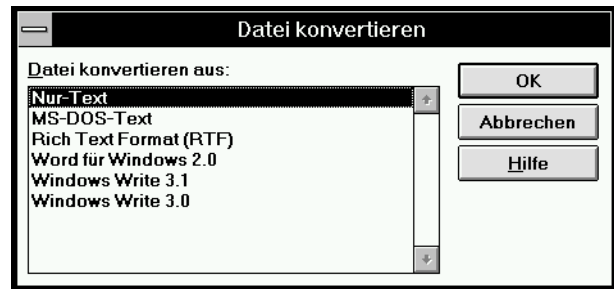 Datei konvertieren
Datei konvertieren aus:
Nur-Text
MS-DOS-Text
Rich Text Format (RTF)
Word für Windows 2.0
Windows Write 3.1
Windows Write 3.0
OK
Abbrechen
Hilfe